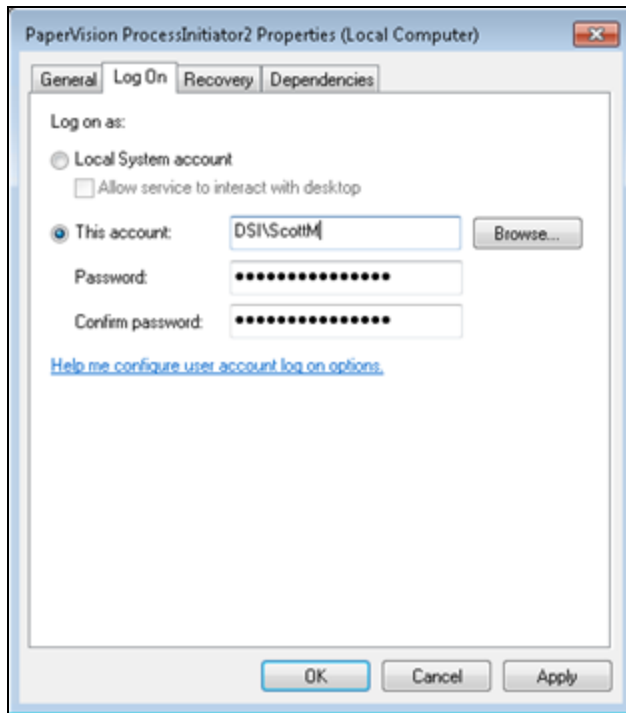 PaperVision ProcessInitiator2 Properties (Local Computer)
General Log On Recovery Dependencies
Log on as:
Local System account
Allow service to interact with desktop
This account: DSI\ScottM Browse...
Password: ●●●●●●●●●●●●●●●
Confirm password: ●●●●●●●●●●●●●●●
Help me configure user account log on options.
OK Cancel Apply